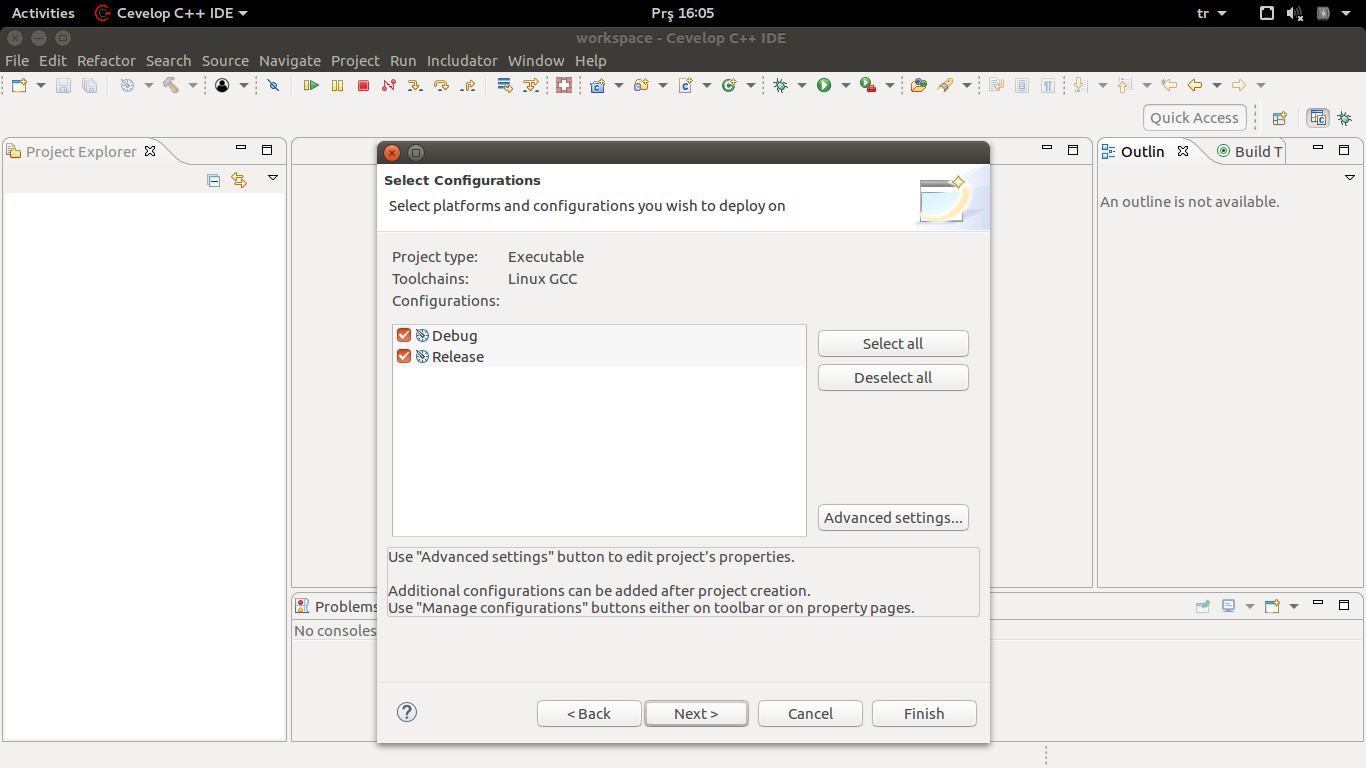 Activities Cevelop C++ IDE Prş 16:05 tr
workspace - Cevelop C++ IDE
File Edit Refactor Search Source Navigate Project Run Includator Window Help
Quick Access
Project Explorer
Outlin Build T
An outline is not available.
Select Configurations
Select platforms and configurations you wish to deploy on
Project type: Executable
Toolchains: Linux GCC
Configurations:
Debug
Release
Select all
Deselect all
Advanced settings...
Use "Advanced settings" button to edit project's properties.
Additional configurations can be added after project creation.
Use "Manage configurations" buttons either on toolbar or on property pages.
Problems
No consoles
< Back Next > Cancel Finish